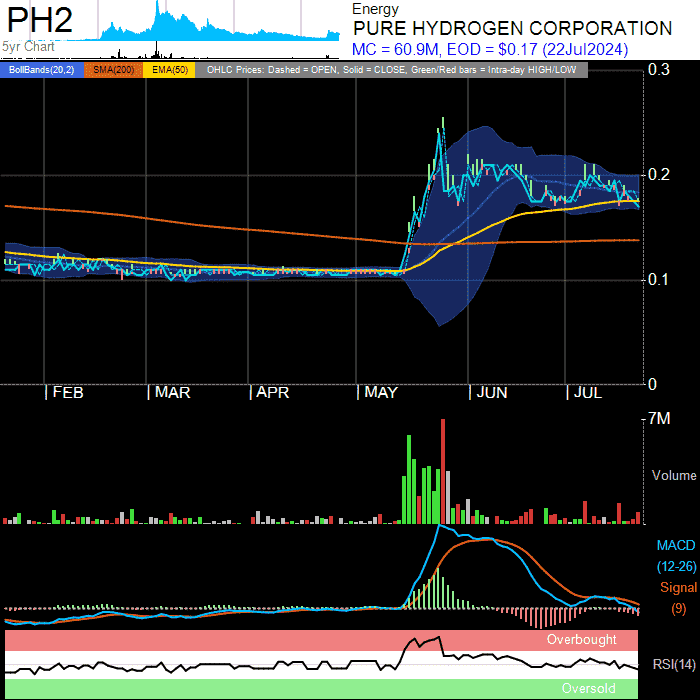 PH2
5yr Chart
Energy
PURE HYDROGEN CORPORATION
MC = 60.9M, EOD = $0.17 (22Jul2024)
BollBands(20,2) SMA(200) EMA(50) OHLC Prices: Dashed = OPEN, Solid = CLOSE, Green/Red bars = Intra-day HIGH/LOW
0.3
0.2
0.1
0
FEB MAR APR MAY JUN JUL
7M
Volume
MACD
(12-26)
Signal
(9)
Overbought
RSI(14)
Oversold